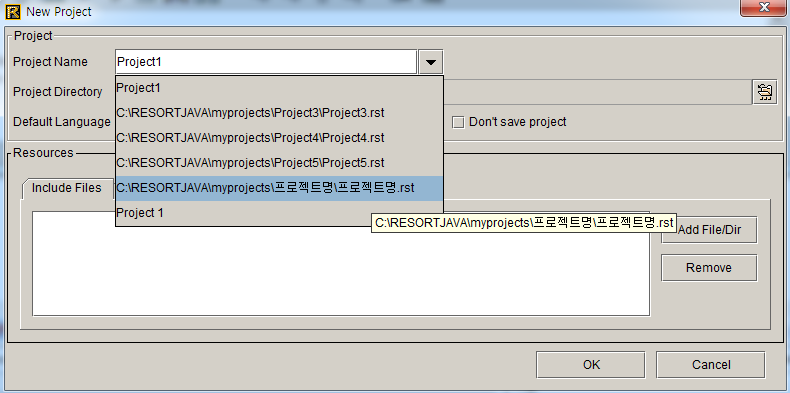 New Project
Project
Project Name
Project1
Project1
Project Directory
C:\RESORTJAVA\myprojects\Project3\Project3.rst
Default Language
C:\RESORTJAVA\myprojects\Project4\Project4.rst
Don't save project
C:\RESORTJAVA\myprojects\Project5\Project5.rst
Resources
Include Files
C:\RESORTJAVA\myprojects\프로젝트명\프로젝트명.rst
Project 1
C:\RESORTJAVA\myprojects\프로젝트명\프로젝트명.rst
Add File/Dir
Remove
OK
Cancel